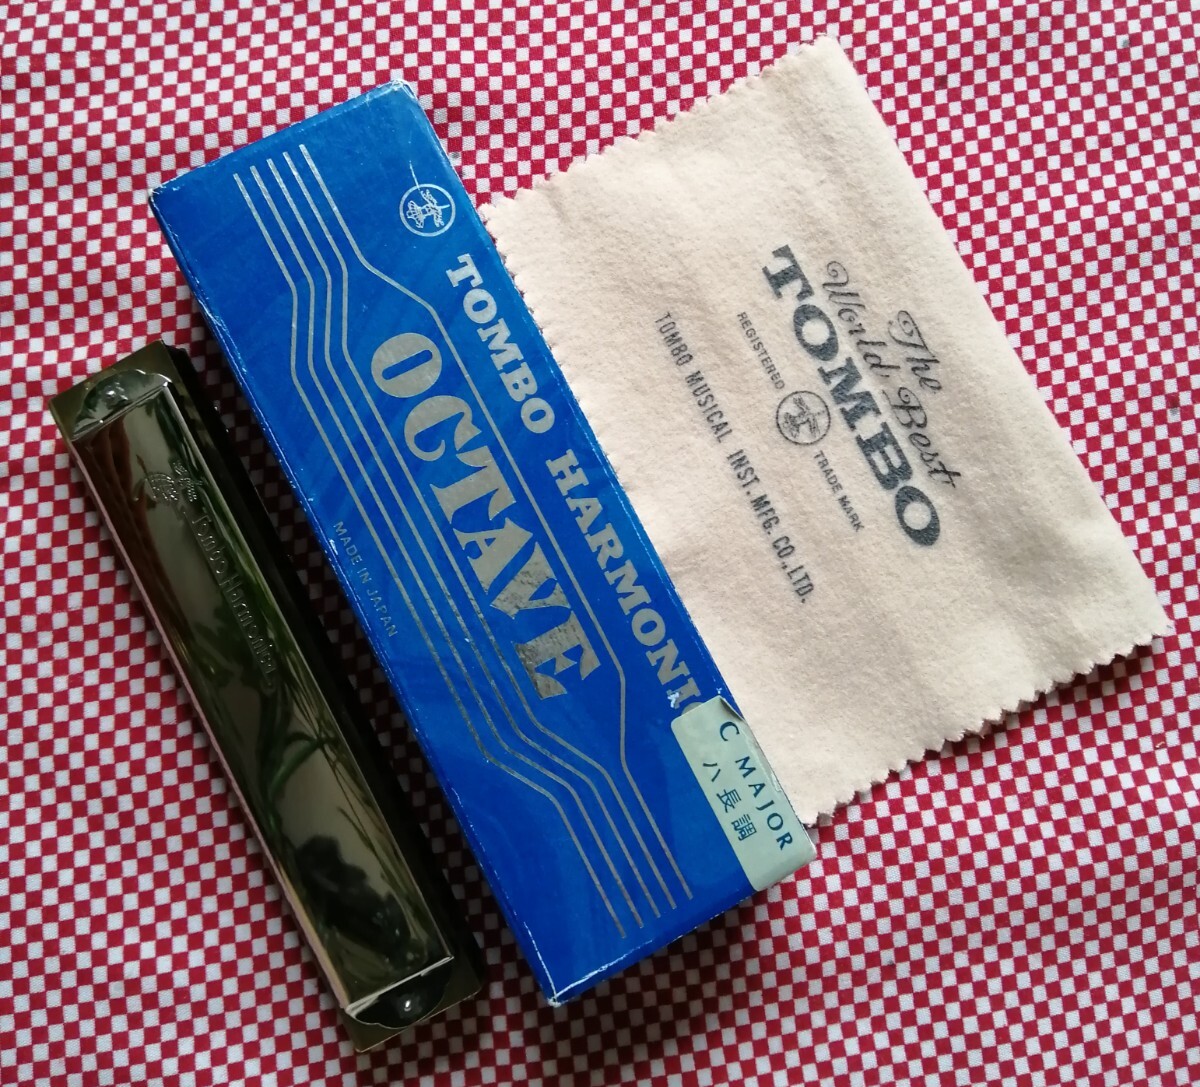 Tombo Harmonica
TOMBO HARMONIC
OCTAVE
MADE IN JAPAN
C MAJOR
ハ長調
The
World, Best
TOMBO
REGISTERED TRADE MARK
TOMBO MUSICAL INST. MFG. CO., LTD.